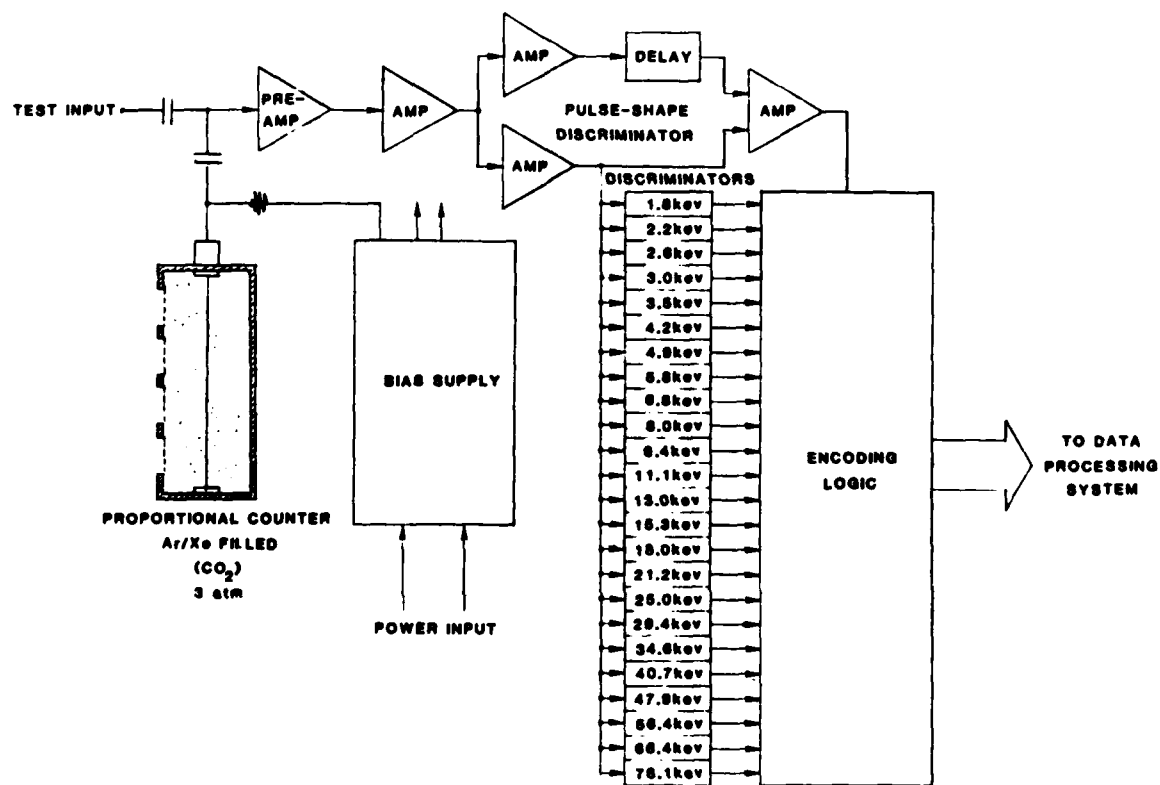 AMP
DELAY
TEST INPUT
PRE-
AMP
AMP
AMP
PULSE-SHAPE
DISCRIMINATOR
AMP
DISCRIMINATORS
1.8kev
2.2kev
2.6kev
3.0kev
3.5kev
4.2kev
4.9kev
5.8kev
6.8kev
8.0kev
9.4kev
11.1kev
13.0kev
15.3kev
18.0kev
21.2kev
25.0kev
29.4kev
34.6kev
40.7kev
47.9kev
56.4kev
66.4kev
78.1kev
BIAS SUPPLY
ENCODING
LOGIC
TO DATA
PROCESSING
SYSTEM
PROPORTIONAL COUNTER
Ar/Xe FILLED
(CO2)
3 atm
POWER INPUT